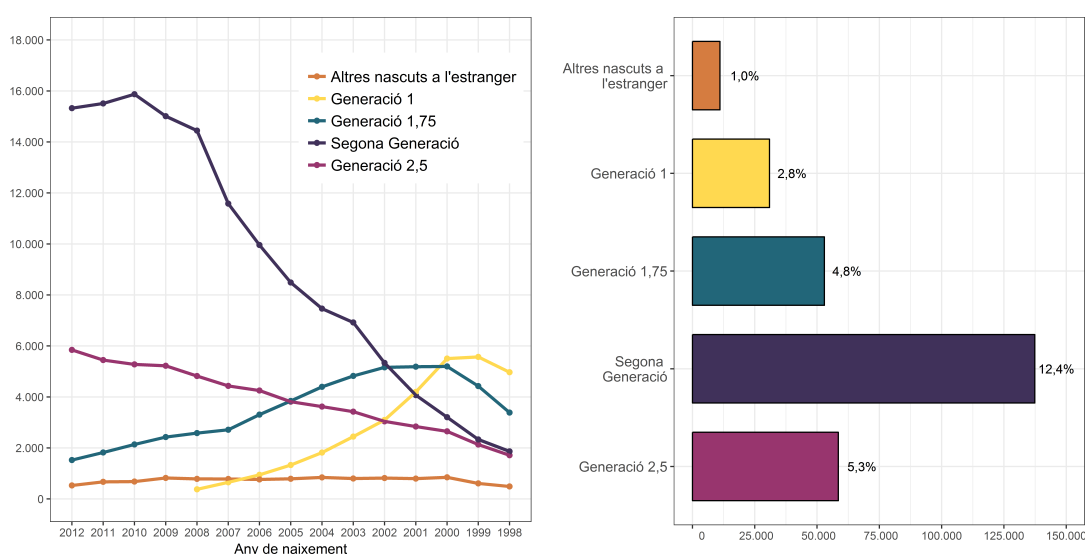 18.000
16.000
14.000
12.000
10.000
8.000
6.000
4.000
2.000
0
Altres nascuts a l'estranger
Generació 1
Generació 1,75
Segona Generació
Generació 2,5
2012 2011 2010 2009 2008 2007 2006 2005 2004 2003 2002 2001 2000 1999 1998
Any de naixement
Altres nascuts a
l'estranger
1,0%
Generació 1
2,8%
Generació 1,75
4,8%
Segona
Generació
12,4%
Generació 2,5
5,3%
0 25.000 50.000 75.000 100.000 125.000 150.000